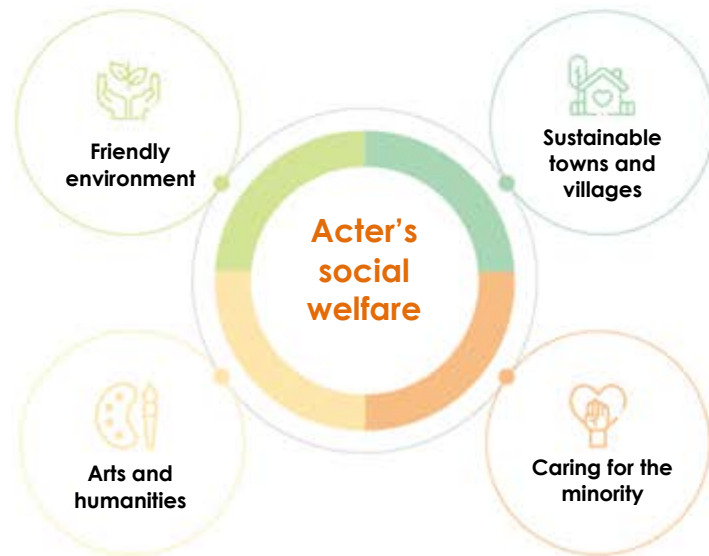 Friendly
environment
Sustainable
towns and
villages
Acter's
social
welfare
Arts and
humanities
Caring for the
minority